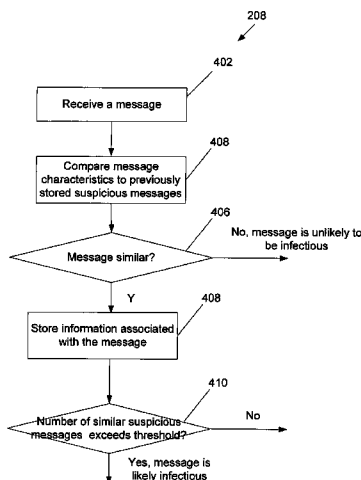 208
402
Receive a message
408
Compare message
characteristics to previously
stored suspicious messages
406
No, message is unlikely to
be infectious
Message similar?
Y
408
Store information associated
with the message
410
Number of similar suspicious
messages exceeds threshold?
No
Yes, message is
likely infectious